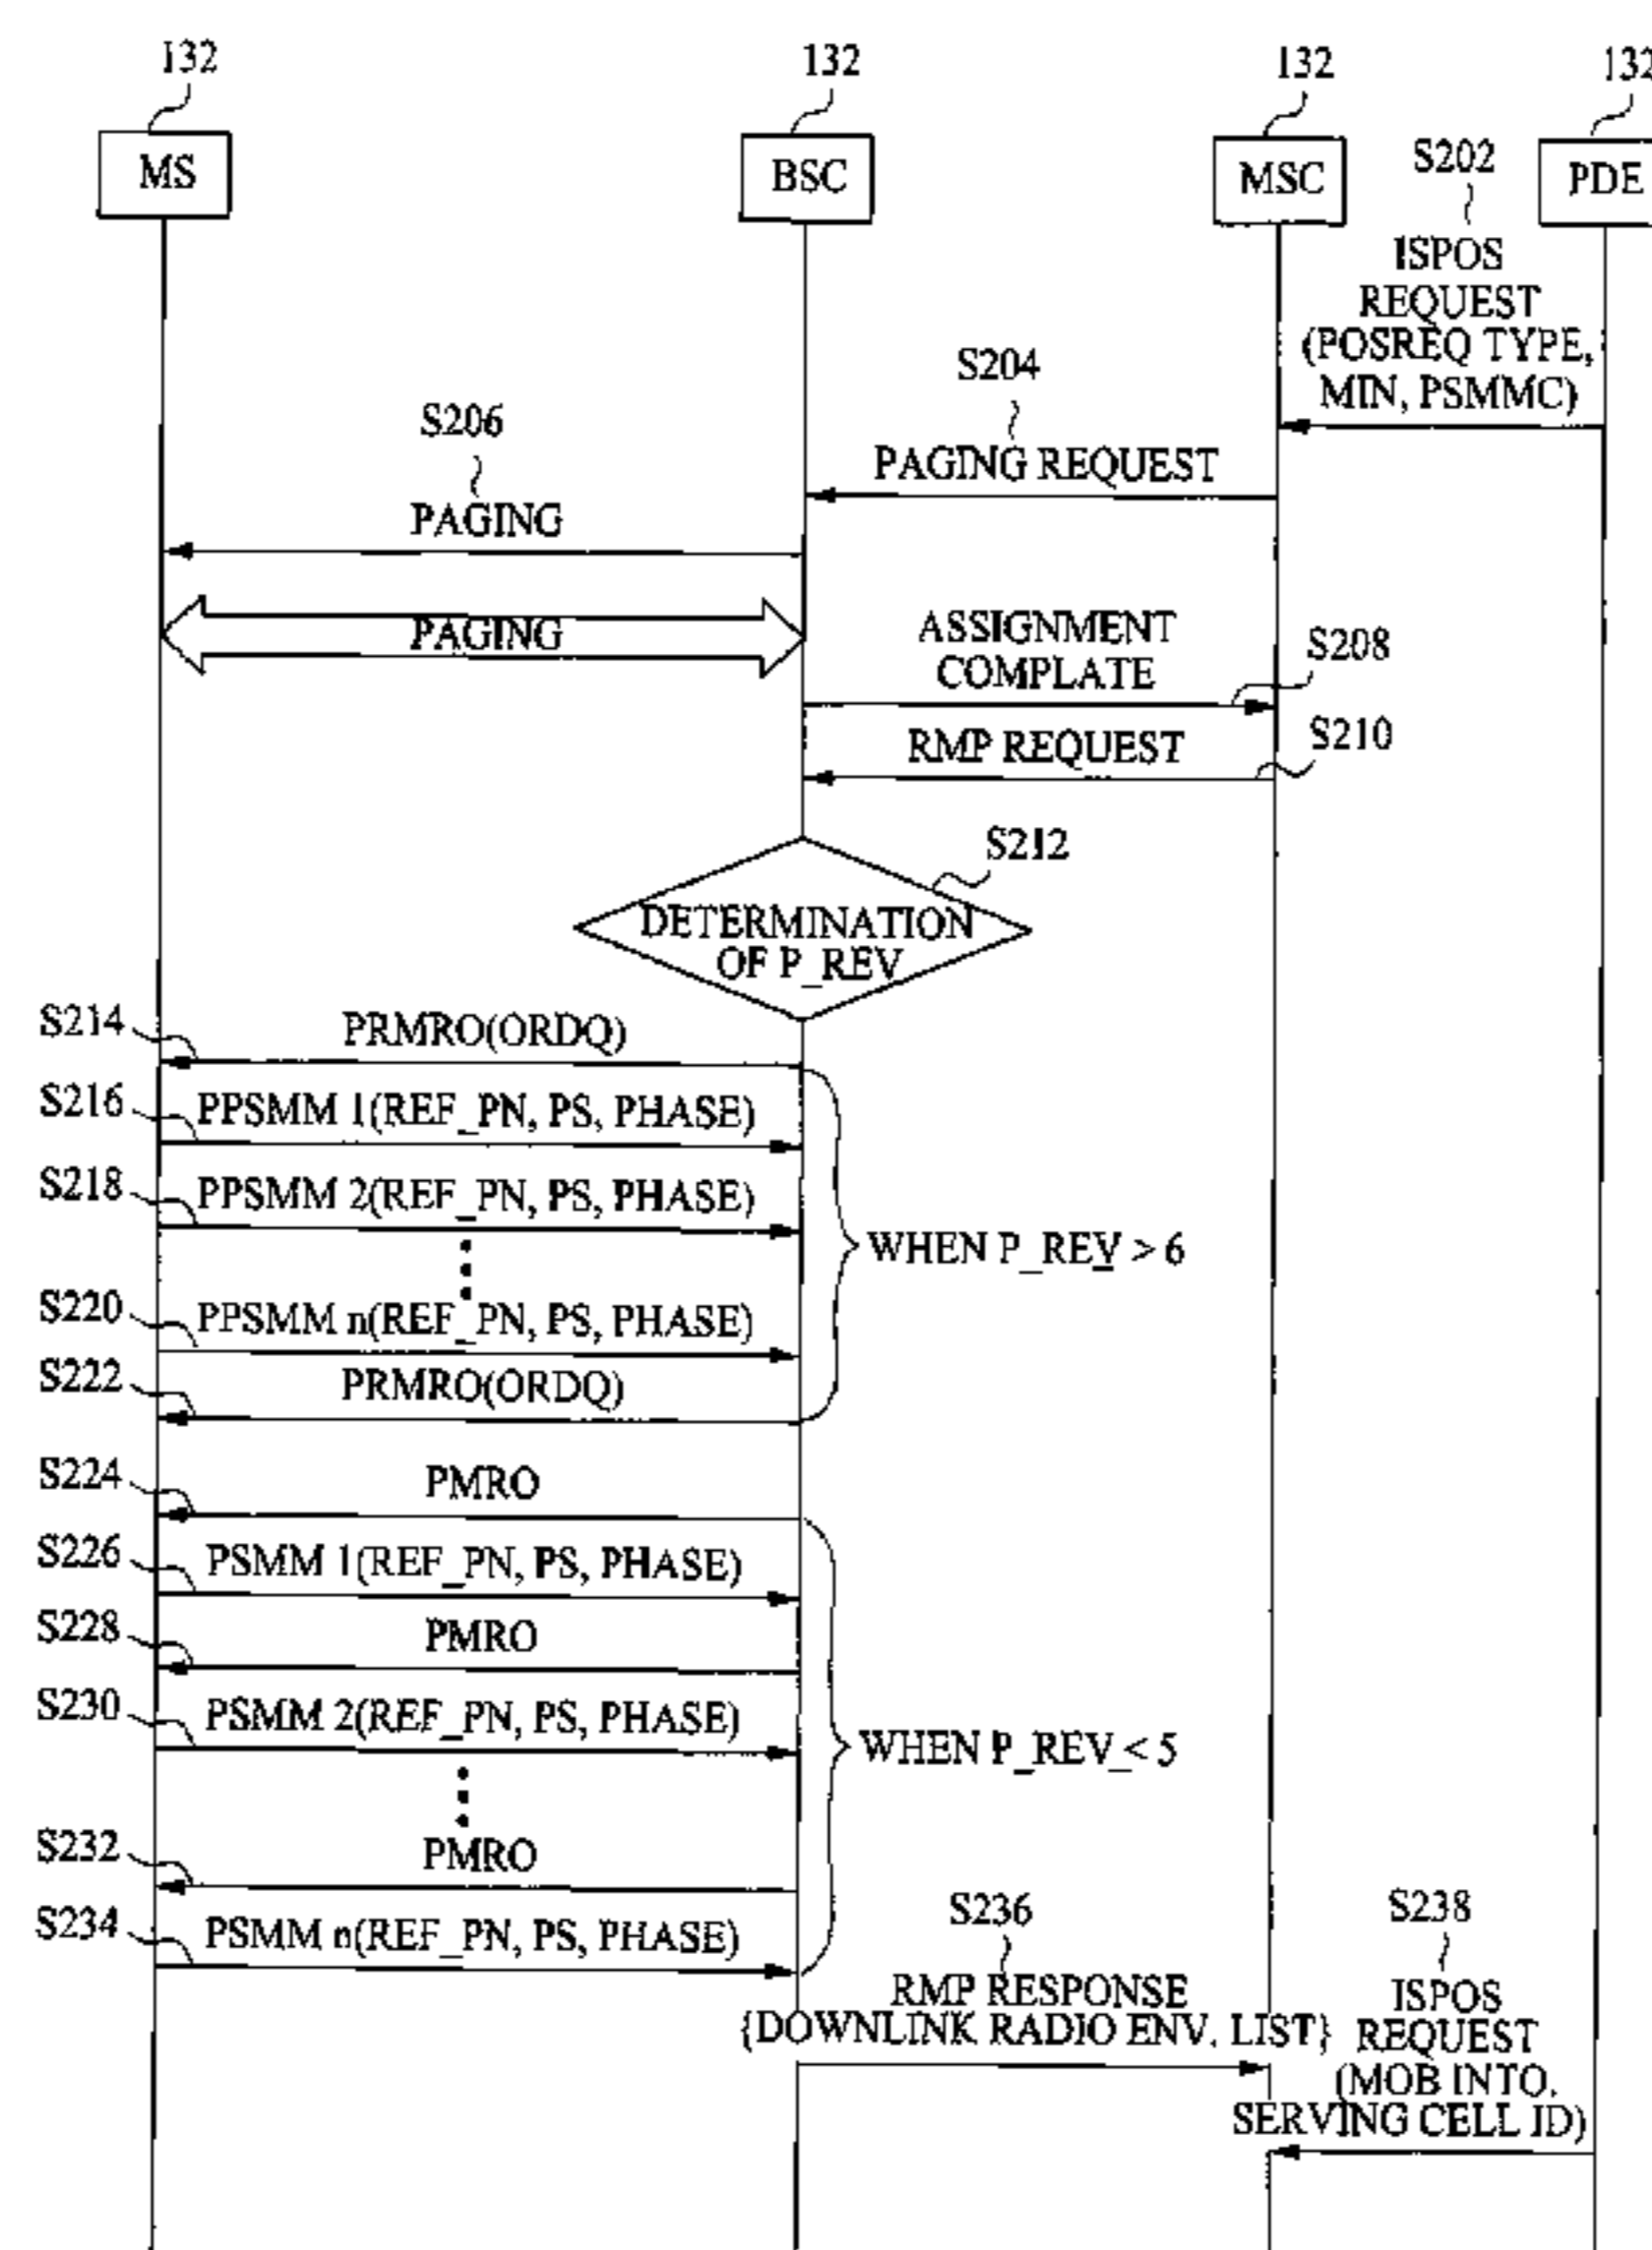 132
132
132
132
MS
BSC
MSC
PDE
S202
ISPOS
REQUEST
(POSREQ TYPE,
MIN, PSMMC)
S204
PAGING REQUEST
S206
PAGING
PAGING
ASSIGNMENT
COMPLATE
S208
RMP REQUEST
S210
S212
DETERMINATION
OF P_REV
S214
PRMRO(ORDQ)
S216
PPSMM 1(REF_PN, PS, PHASE)
S218
PPSMM 2(REF_PN, PS, PHASE)
WHEN P_REV > 6
S220
PPSMM n(REF_PN, PS, PHASE)
S222
PRMRO(ORDQ)
S224
PMRO
S226
PSMM 1(REF_PN, PS, PHASE)
S228
PMRO
S230
PSMM 2(REF_PN, PS, PHASE)
WHEN P_REV_< 5
S232
PMRO
S234
PSMM n(REF_PN, PS, PHASE)
S236
RMP RESPONSE
{DOWNLINK RADIO ENV. LIST}
S238
ISPOS
REQUEST
(MOB INTO,
SERVING CELL ID)